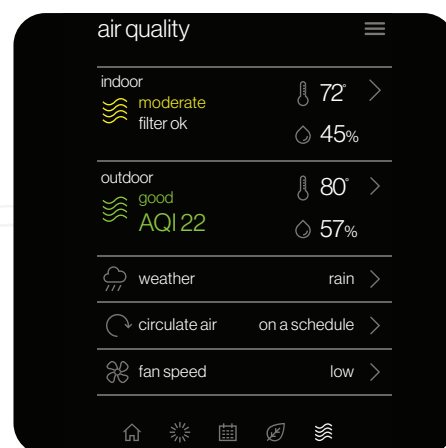 air quality
indoor
moderate
filter ok
72°
45%
outdoor
good
AQI 22
80°
57%
weather rain
circulate air on a schedule
fan speed low